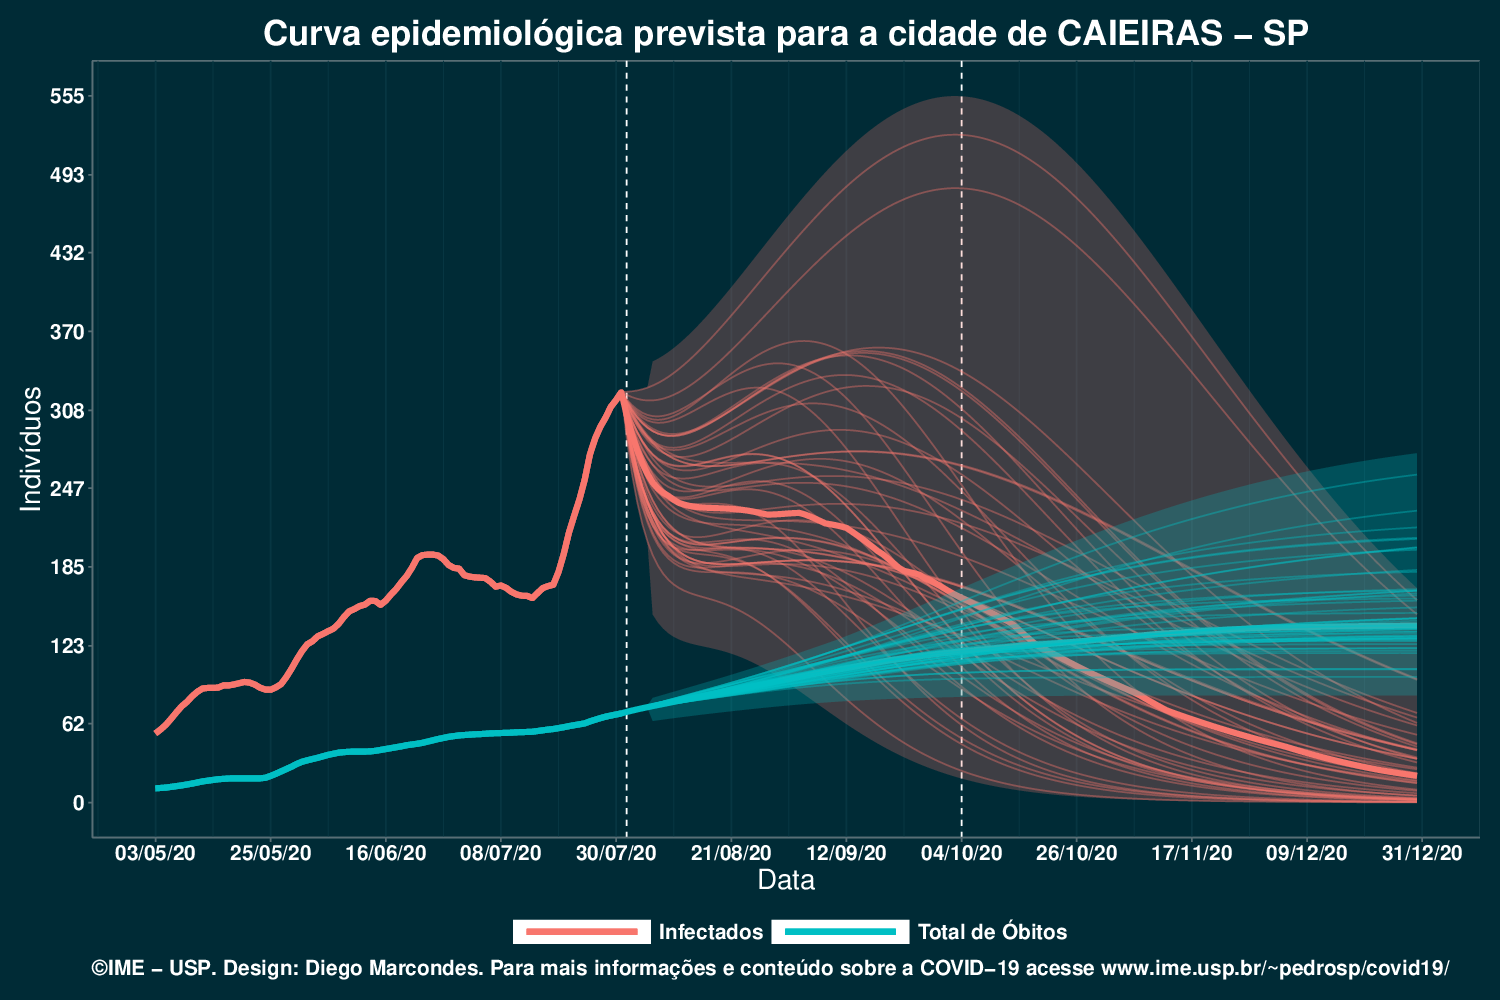 Curva epidemiológica prevista para a cidade de CAIEIRAS – SP
555
493
432
370
308
247
185
123
62
0
Indivíduos
03/05/20 25/05/20 16/06/20 08/07/20 30/07/20 21/08/20 12/09/20 04/10/20 26/10/20 17/11/20 09/12/20 31/12/20
Data
Infectados Total de Óbitos
©IME – USP. Design: Diego Marcondes. Para mais informações e conteúdo sobre a COVID–19 acesse www.ime.usp.br/~pedrosp/covid19/